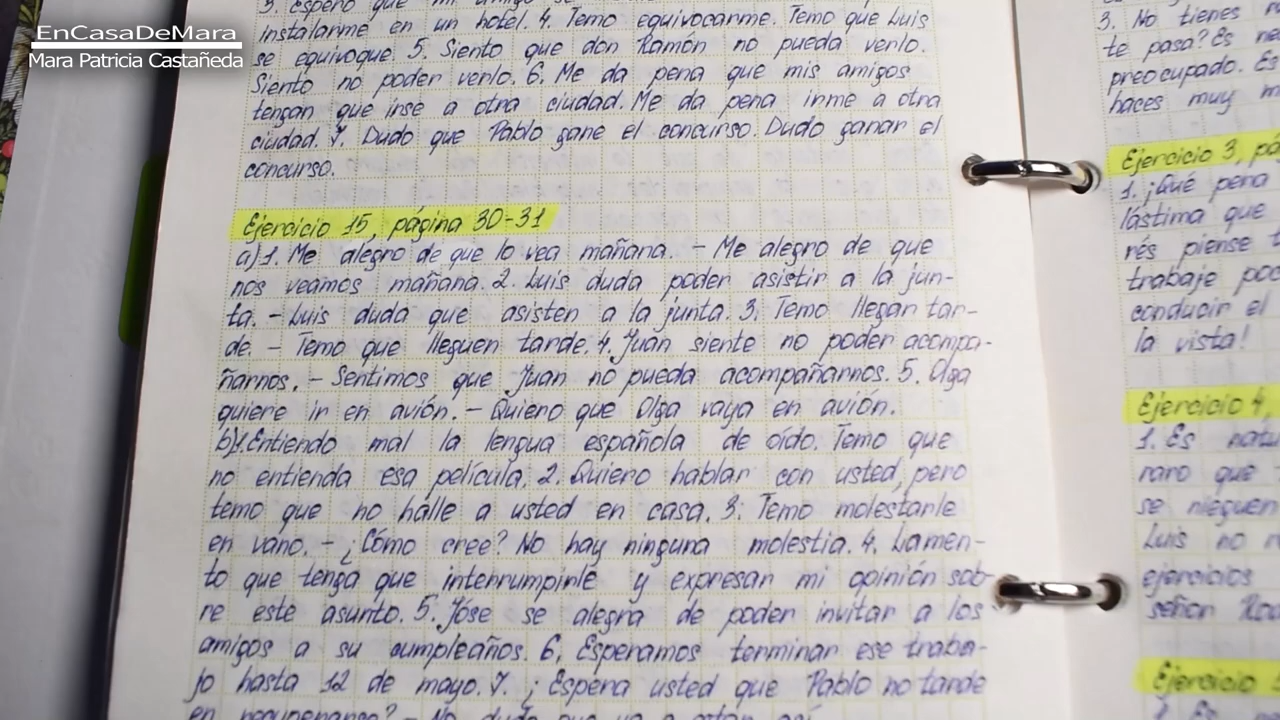 EnCasaDeMara
Mara Patricia Castañeda
instalarme en un hotel. 4. Temo equivocarme. Temo que Luis
se equivoque. 5. Siento que don Ramón no pueda verlo.
Siento no poder verlo. 6. Me da pena que mis amigos
tengan que irse a otra ciudad. Me da pena irme a otra
ciudad. 7. Dudo que Pablo gane el concurso. Dudo ganar el
concurso.
Ejercicio 15, página 30-31
a) 1. Me alegro de que lo vea mañana. – Me alegro de que
nos veamos mañana. 2. Luis duda poder asistir a la jun-
ta. – Luis duda que asisten a la junta. 3. Temo llegar tar-
de. – Temo que lleguen tarde. 4. Juan siente no poder acompa-
ñarnos. – Sentimos que Juan no pueda acompañarnos. 5. Olga
quiere ir en avión. – Quiero que Olga vaya en avión.
b) 1. Entiendo mal la lengua española de oído. Temo que
no entienda esa película. 2. Quiero hablar con usted, pero
temo que no halle a usted en casa. 3. Temo molestarle
en vano. – ¿Cómo cree? No hay ninguna molestia. 4. Lamen-
to que tenga que interrumpirle y expresar mi opinión sob-
re este asunto. 5. Jóse se alegra de poder invitar a los
amigos a su cumpleaños. 6. Esperamos terminar ese traba-
jo hasta 12 de mayo. 7. ¿Espera usted que Pablo no tarde
en recuperarse? – No dudo que va a estar así.
3. No tienes
te pasa? Es
preocupado. Es
haces muy
Ejercicio 3,
1. ¡Qué pena
lástima que
rés piense
trabaje
conducir el
la vista!
Ejercicio 4,
1. Es
raro que
se nieguen
Luis no
ejercicios
señor
Ejercicio